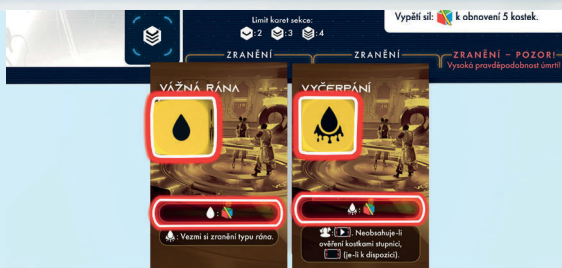 Limit karet sekce:
:2 :3 :4
Vypětí sil: k obnovení 5 kostek.
ZRANĚNÍ
ZRANĚNÍ
ZRANĚNÍ – POZOR!
Vysoká pravděpodobnost úmrtí!
VÁŽNÁ RÁNA
:
: Vezmi si zranění typu rána.
VYČERPÁNÍ
:
: . Neobsahuje-li
ověření kostkami stupnici,
(je-li k dispozici).